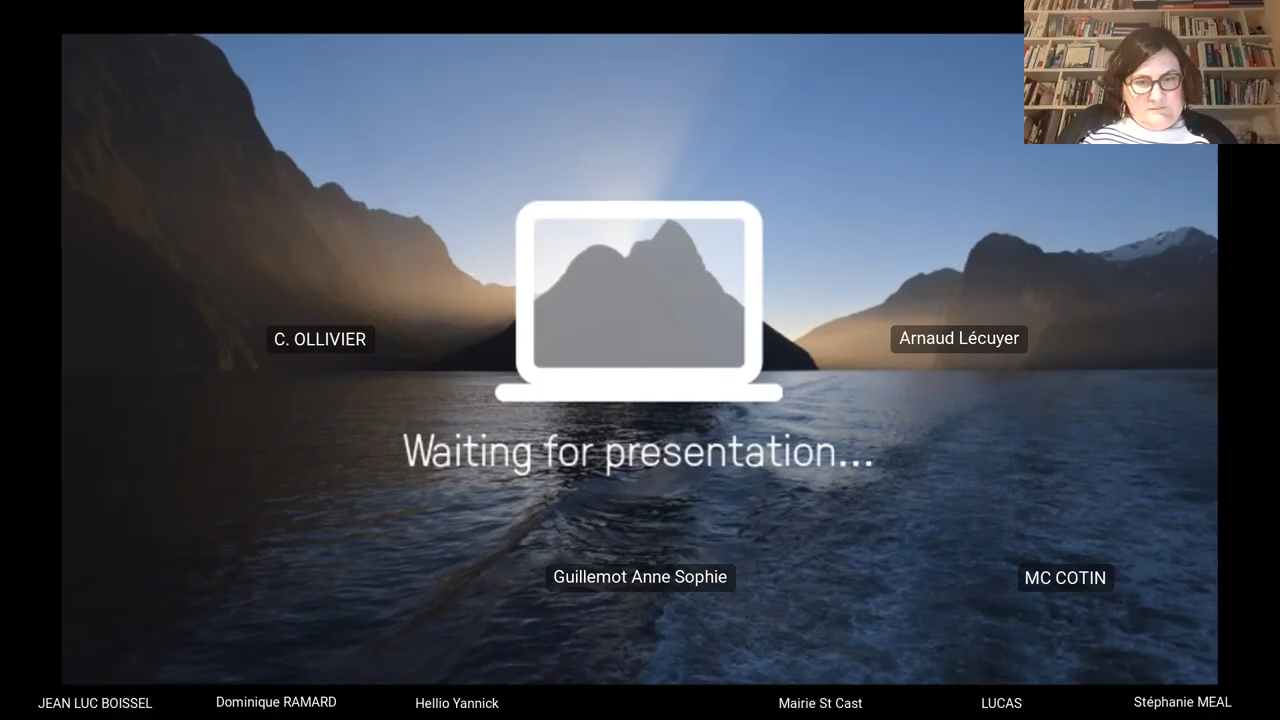 C. OLLIVIER
Arnaud Lécuyer
Waiting for presentation...
Guillemot Anne Sophie
MC COTIN
JEAN LUC BOISSEL
Dominique RAMARD
Hellio Yannick
Mairie St Cast
LUCAS
Stéphanie MEAL